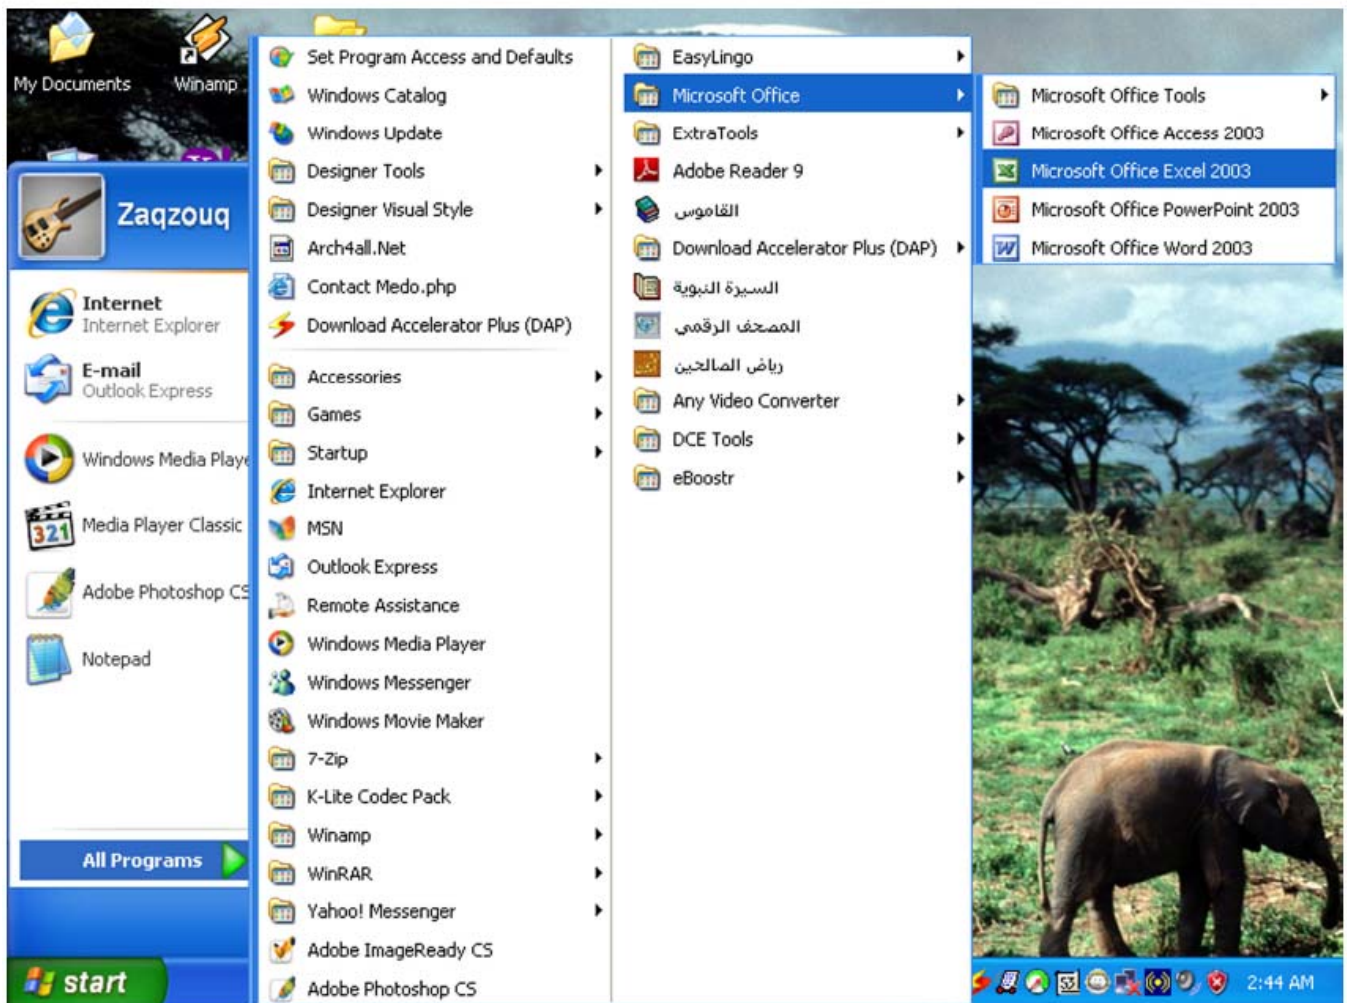 My Documents
Winamp
Zaqzouq
Internet
Internet Explorer
E-mail
Outlook Express
Windows Media Playe
Media Player Classic
Adobe Photoshop CS
Notepad
All Programs
start
Set Program Access and Defaults
Windows Catalog
Windows Update
Designer Tools
Designer Visual Style
Arch4all.Net
Contact Medo.php
Download Accelerator Plus (DAP)
Accessories
Games
Startup
Internet Explorer
MSN
Outlook Express
Remote Assistance
Windows Media Player
Windows Messenger
Windows Movie Maker
7-Zip
K-Lite Codec Pack
Winamp
WinRAR
Yahoo! Messenger
Adobe ImageReady CS
Adobe Photoshop CS
EasyLingo
Microsoft Office
ExtraTools
Adobe Reader 9
القاموس
Download Accelerator Plus (DAP)
السيرة النبوية
المصحف الرقمي
رياض الصالحين
Any Video Converter
DCE Tools
eBoostr
Microsoft Office Tools
Microsoft Office Access 2003
Microsoft Office Excel 2003
Microsoft Office PowerPoint 2003
Microsoft Office Word 2003
321
S3
2:44 AM